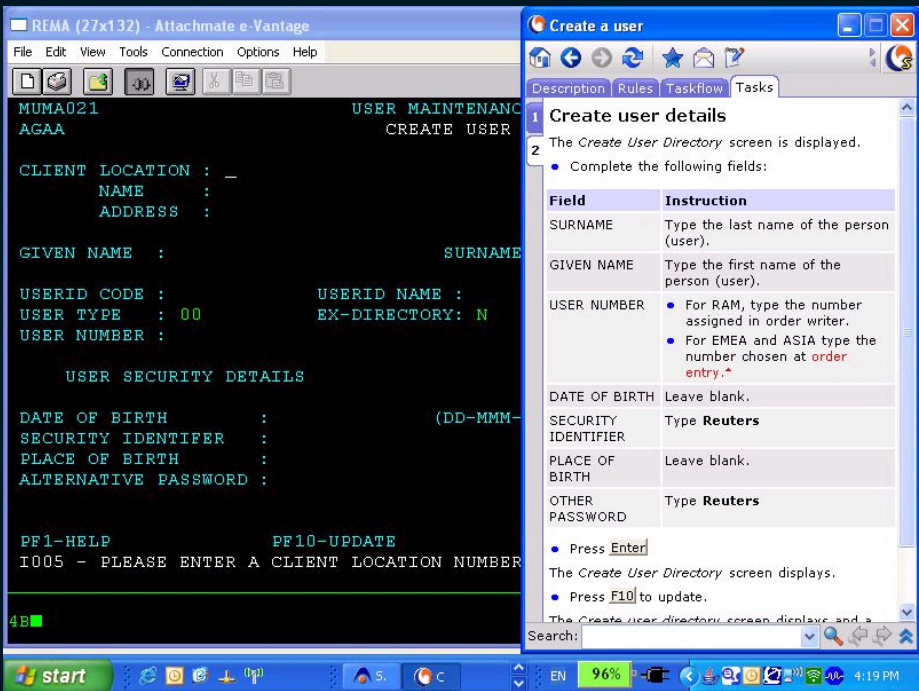 REMA (27x132) - Attachmate e-Vantage
File Edit View Tools Connection Options Help
MUMA021 USER MAINTENANC
AGAA CREATE USER
CLIENT LOCATION : _
NAME :
ADDRESS :
GIVEN NAME : SURNAME
USERID CODE : USERID NAME :
USER TYPE : 00 EX-DIRECTORY: N
USER NUMBER :
USER SECURITY DETAILS
DATE OF BIRTH : (DD-MMM-
SECURITY IDENTIFER :
PLACE OF BIRTH :
ALTERNATIVE PASSWORD :
PF1-HELP PF10-UPDATE
I005 - PLEASE ENTER A CLIENT LOCATION NUMBER
4B
Create a user
Description Rules Taskflow Tasks
1 Create user details
2 The Create User Directory screen is displayed.
• Complete the following fields:
Field Instruction
SURNAME Type the last name of the person
(user).
GIVEN NAME Type the first name of the
person (user).
USER NUMBER • For RAM, type the number
assigned in order writer.
• For EMEA and ASIA type the
number chosen at order
entry.
DATE OF BIRTH Leave blank.
SECURITY Type Reuters
IDENTIFIER
PLACE OF Leave blank.
BIRTH
OTHER Type Reuters
PASSWORD
• Press Enter
The Create User Directory screen displays.
• Press F10 to update.
The Create user directory screen displays and a
Search:
start S. C EN 96% 4:19 PM